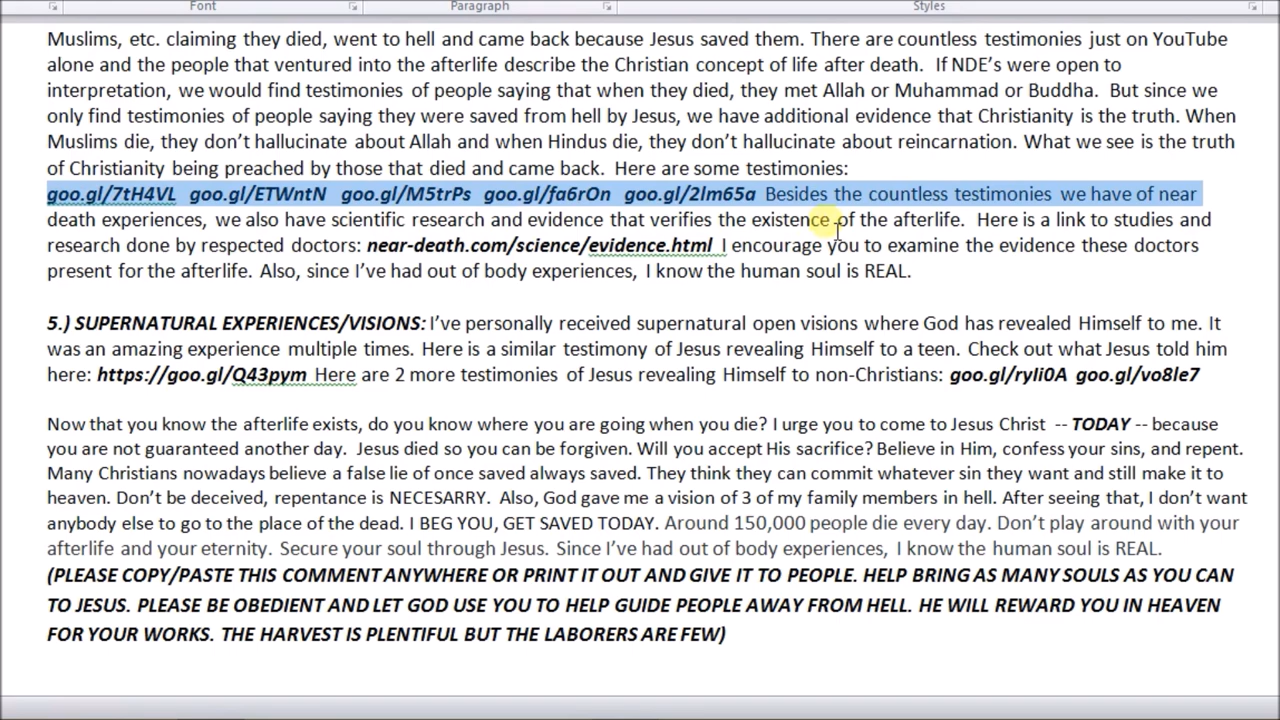 Font
Paragraph
Styles
Muslims, etc. claiming they died, went to hell and came back because Jesus saved them. There are countless testimonies just on YouTube
alone and the people that ventured into the afterlife describe the Christian concept of life after death.  If NDE's were open to
interpretation, we would find testimonies of people saying that when they died, they met Allah or Muhammad or Buddha.  But since we
only find testimonies of people saying they were saved from hell by Jesus, we have additional evidence that Christianity is the truth. When
Muslims die, they don't hallucinate about Allah and when Hindus die, they don't hallucinate about reincarnation. What we see is the truth
of Christianity being preached by those that died and came back.  Here are some testimonies:
goo.gl/7tH4VL  goo.gl/ETWntN  goo.gl/M5trPs  goo.gl/fa6rOn  goo.gl/2lm65a  Besides the countless testimonies we have of near
death experiences, we also have scientific research and evidence that verifies the existence of the afterlife.  Here is a link to studies and
research done by respected doctors: near-death.com/science/evidence.html  I encourage you to examine the evidence these doctors
present for the afterlife. Also, since I've had out of body experiences, I know the human soul is REAL.
5.) SUPERNATURAL EXPERIENCES/VISIONS: I've personally received supernatural open visions where God has revealed Himself to me. It
was an amazing experience multiple times. Here is a similar testimony of Jesus revealing Himself to a teen. Check out what Jesus told him
here: https://goo.gl/Q43pym  Here are 2 more testimonies of Jesus revealing Himself to non-Christians: goo.gl/ryIi0A  goo.gl/vo8le7
Now that you know the afterlife exists, do you know where you are going when you die? I urge you to come to Jesus Christ  -- TODAY -- because
you are not guaranteed another day.  Jesus died so you can be forgiven. Will you accept His sacrifice? Believe in Him, confess your sins, and repent.
Many Christians nowadays believe a false lie of once saved always saved. They think they can commit whatever sin they want and still make it to
heaven. Don't be deceived, repentance is NECESARRY.  Also, God gave me a vision of 3 of my family members in hell. After seeing that, I don't want
anybody else to go to the place of the dead. I BEG YOU, GET SAVED TODAY. Around 150,000 people die every day. Don't play around with your
afterlife and your eternity. Secure your soul through Jesus.  Since I've had out of body experiences,  I know the human soul is REAL.
(PLEASE COPY/PASTE THIS COMMENT ANYWHERE OR PRINT IT OUT AND GIVE IT TO PEOPLE. HELP BRING AS MANY SOULS AS YOU CAN
TO JESUS. PLEASE BE OBEDIENT AND LET GOD USE YOU TO HELP GUIDE PEOPLE AWAY FROM HELL. HE WILL REWARD YOU IN HEAVEN
FOR YOUR WORKS. THE HARVEST IS PLENTIFUL BUT THE LABORERS ARE FEW)